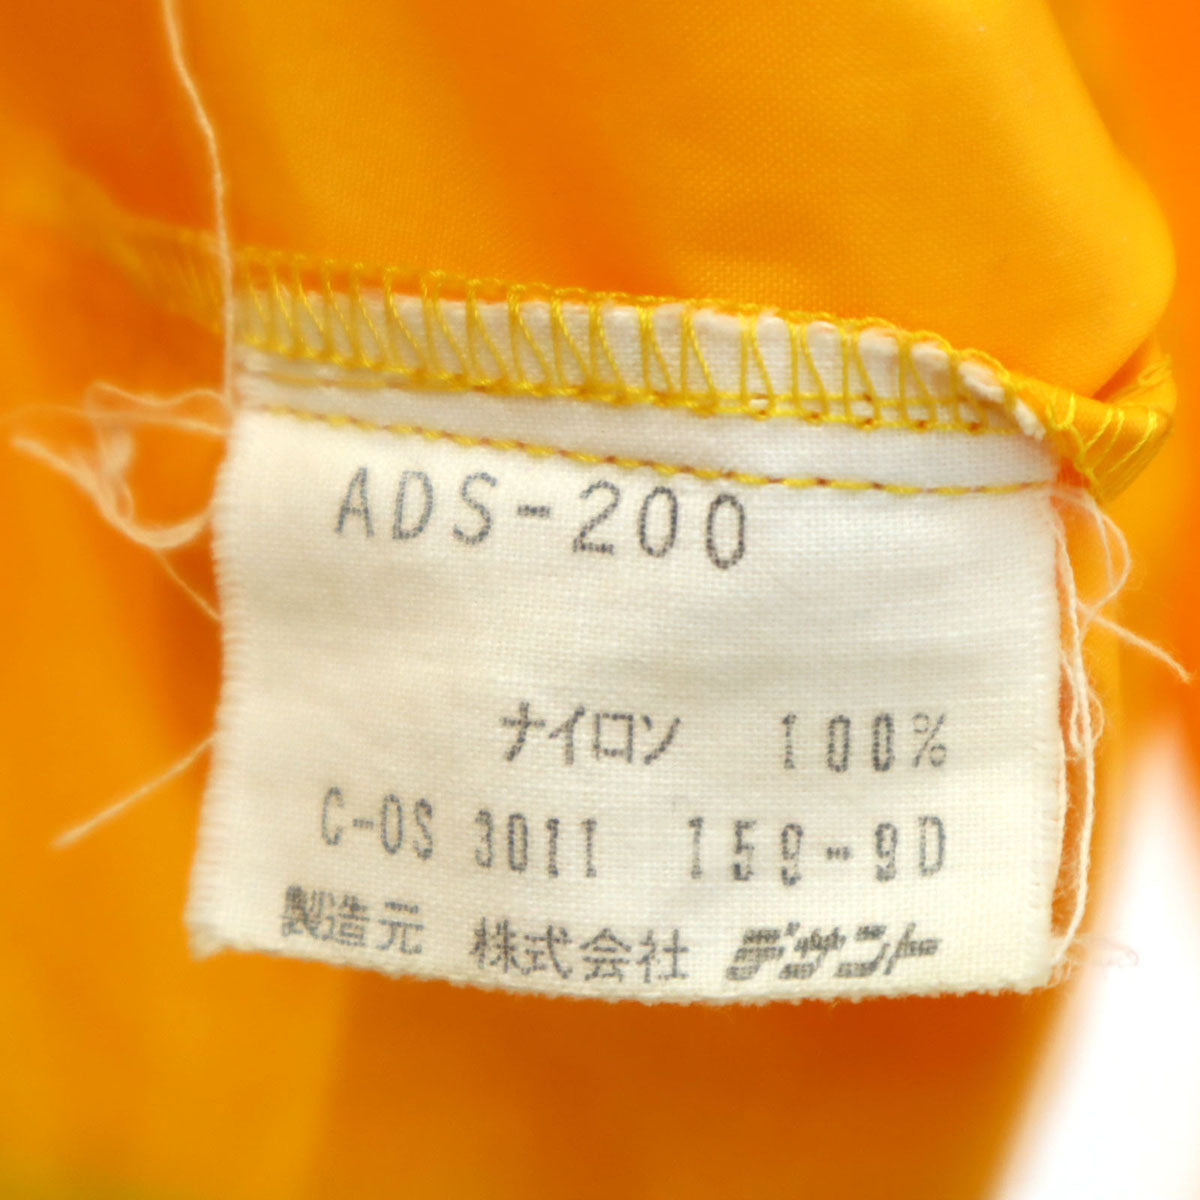 ADS-200
ナイロン 100%
C-OS 3011 159-9D
製造元 株式会社 デサント